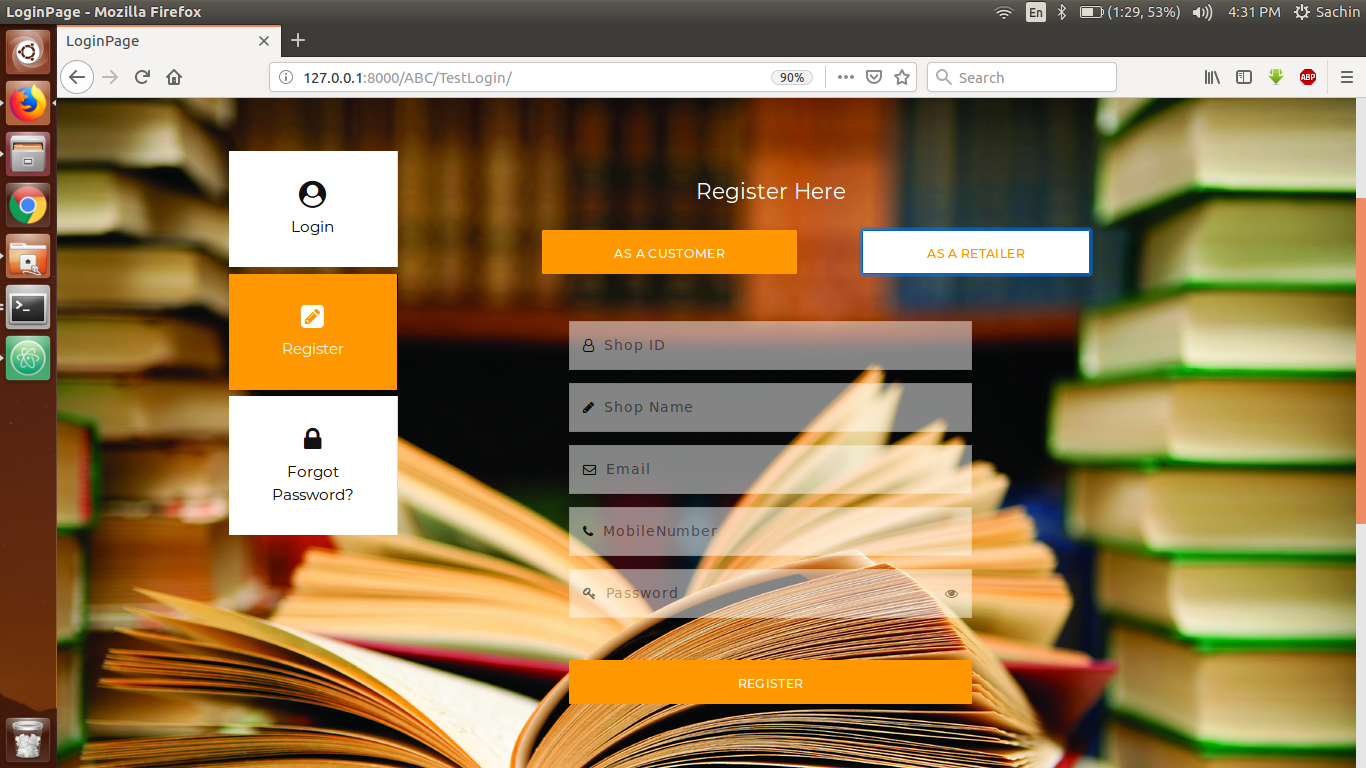 LoginPage - Mozilla Firefox
En
(1:29, 53%)
4:31 PM
Sachin
LoginPage
127.0.0.1:8000/ABC/TestLogin/
90%
Search
ABP
Login
Register
Forgot
Password?
Register Here
AS A CUSTOMER
AS A RETAILER
Shop ID
Shop Name
Email
MobileNumber
Password
REGISTER